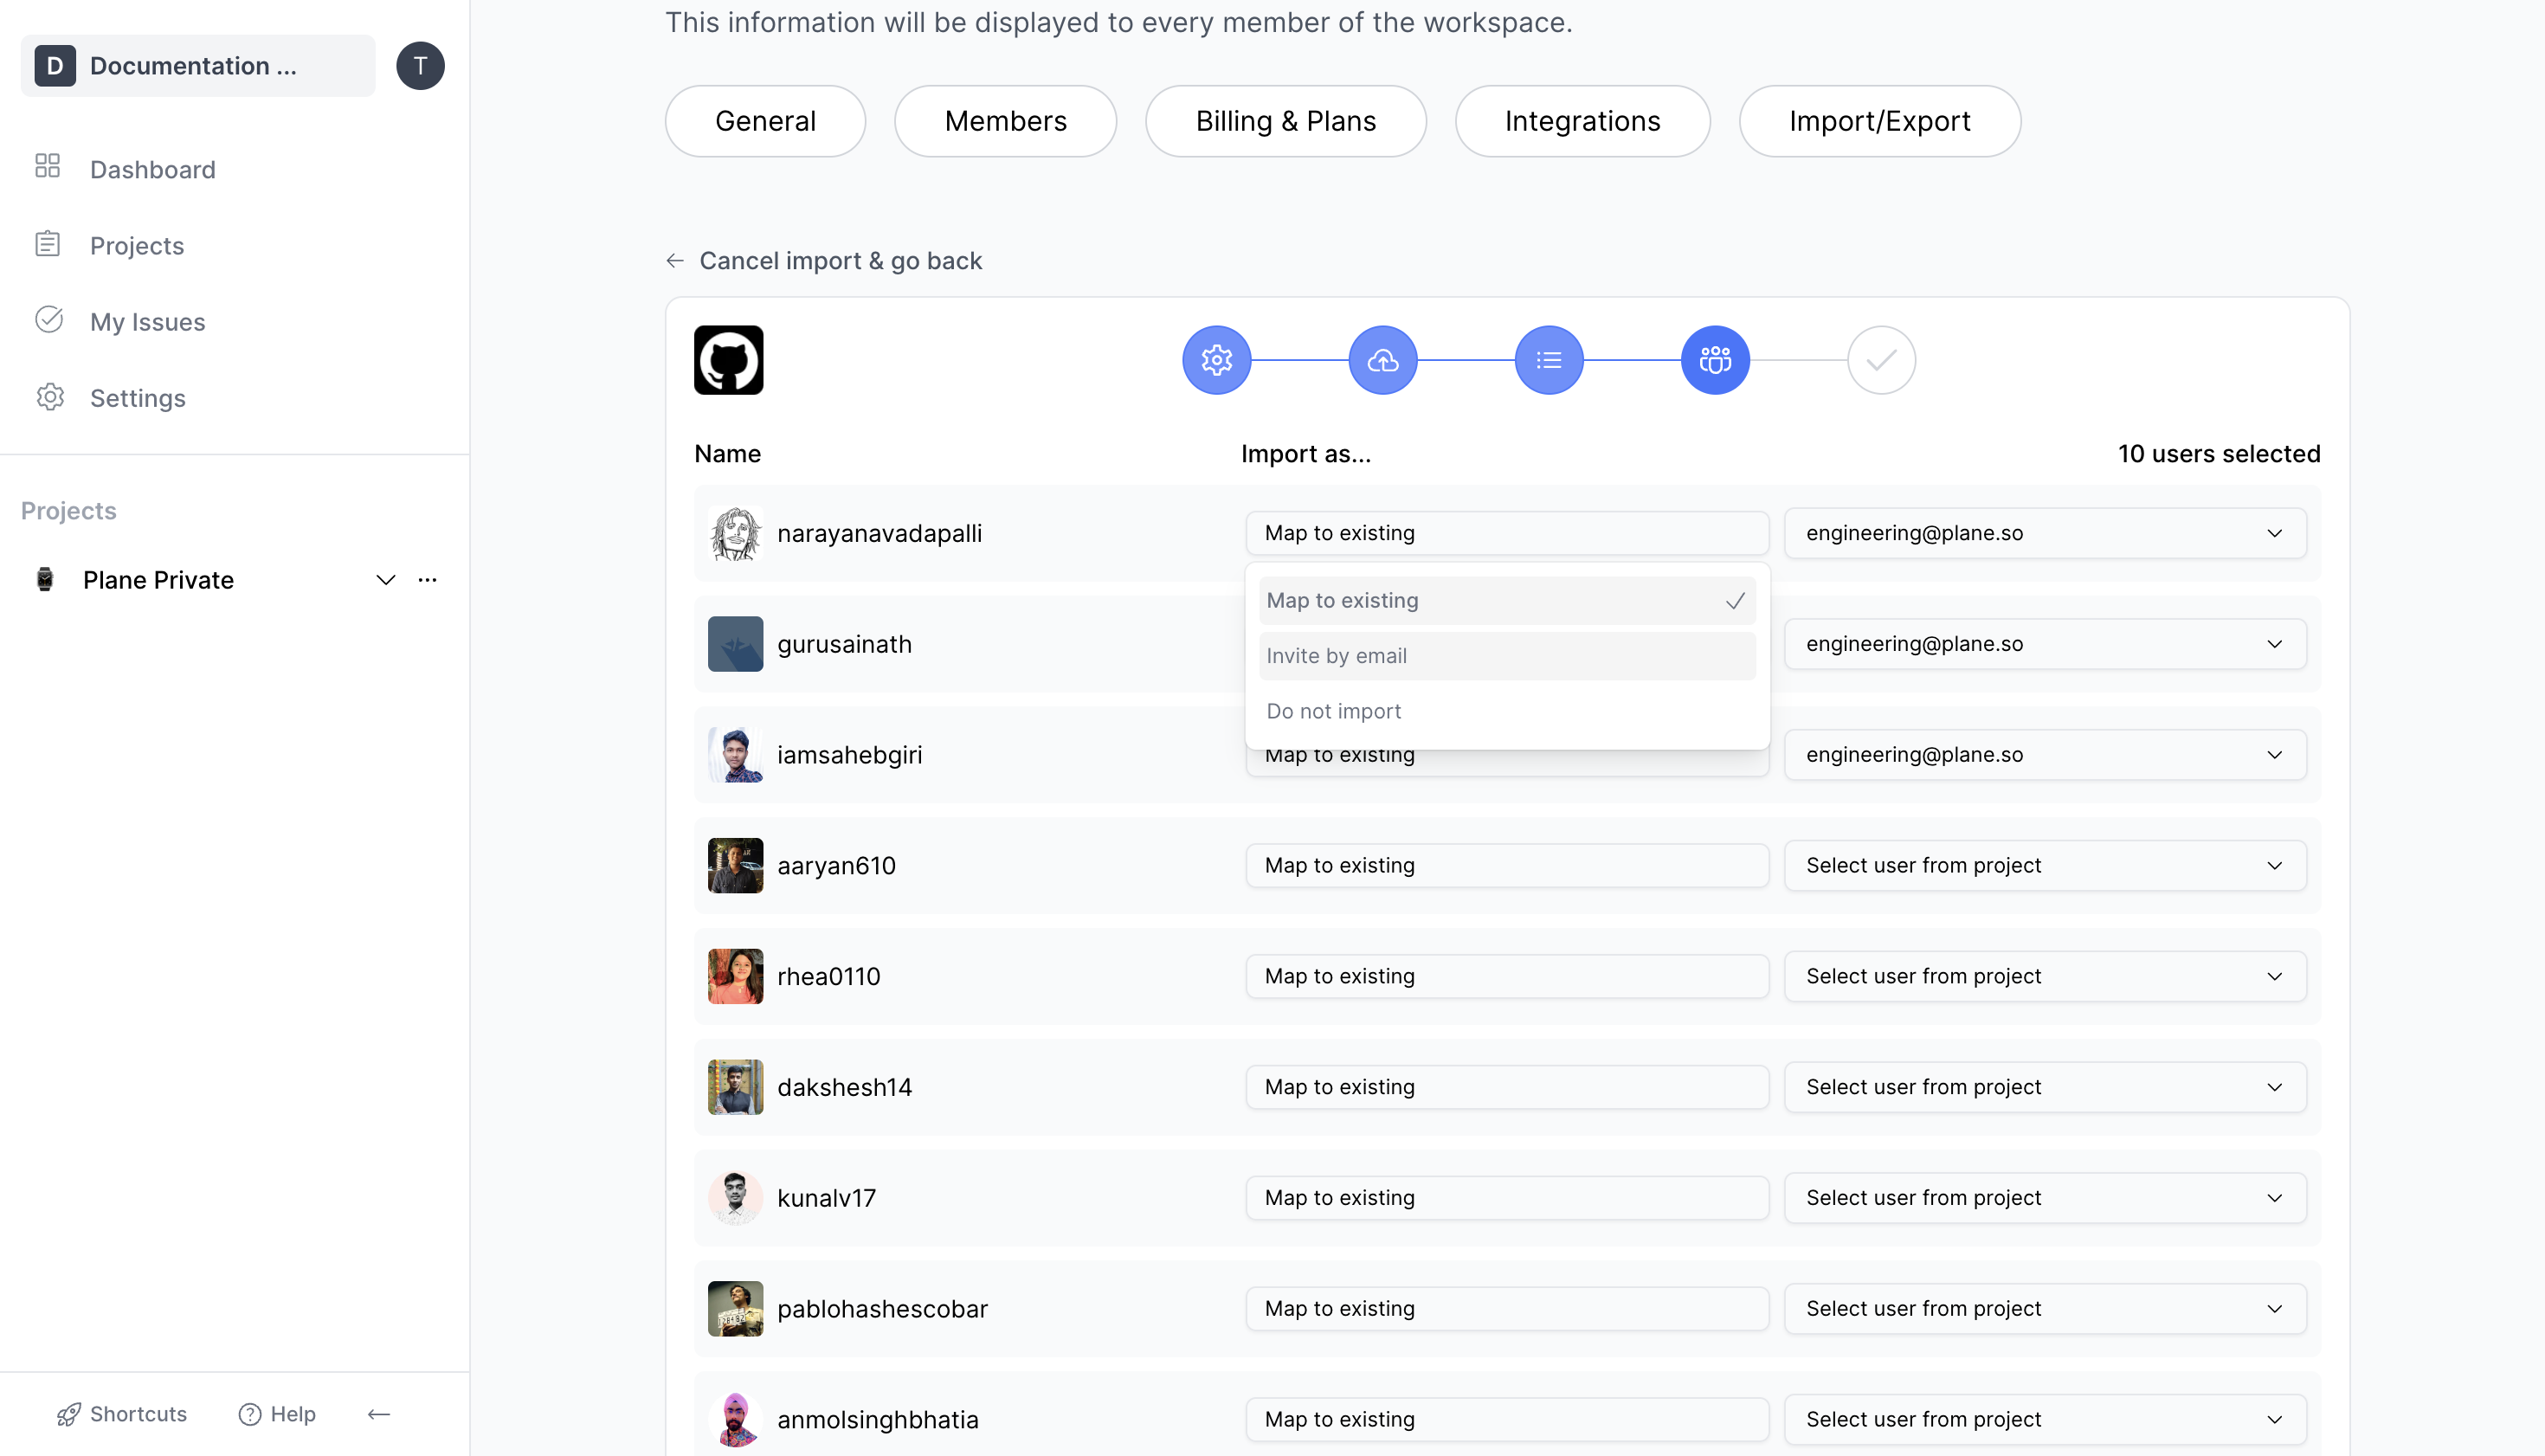 D Documentation ...
T
Dashboard
Projects
My Issues
Settings
Projects
Plane Private
Shortcuts
Help
This information will be displayed to every member of the workspace.
General
Members
Billing & Plans
Integrations
Import/Export
Cancel import & go back
Name Import as... 10 users selected
narayanavadapalli Map to existing engineering@plane.so
Map to existing
Invite by email
Do not import
gurusainath engineering@plane.so
iamsahebgiri Map to existing engineering@plane.so
aaryan610 Map to existing Select user from project
rhea0110 Map to existing Select user from project
dakshesh14 Map to existing Select user from project
kunalv17 Map to existing Select user from project
pablohashescobar Map to existing Select user from project
anmolsinghbhatia Map to existing Select user from project